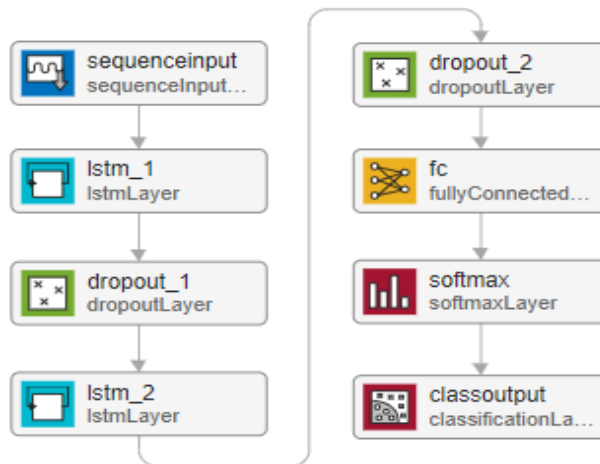 sequenceinput
sequenceInput...
lstm_1
lstmLayer
dropout_1
dropoutLayer
lstm_2
lstmLayer
dropout_2
dropoutLayer
fc
fullyConnected...
softmax
softmaxLayer
classoutput
classificationLa...